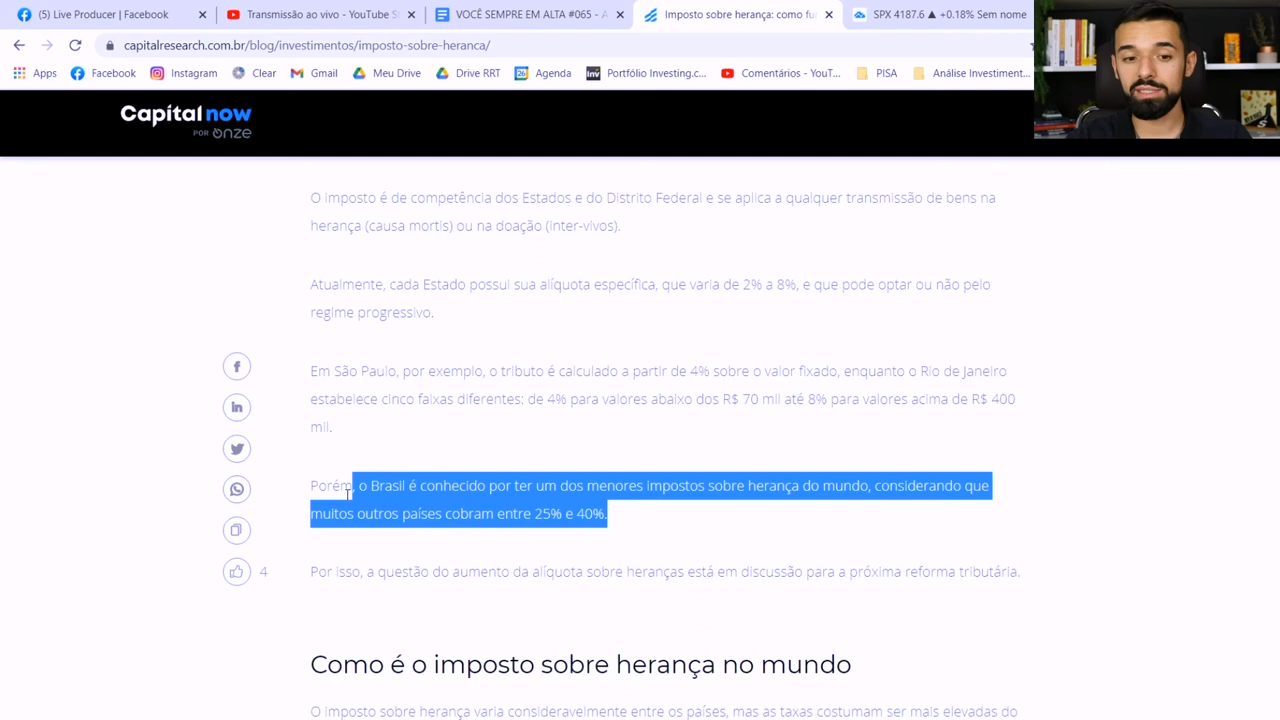 (5) Live Producer | Facebook
Transmissão ao vivo - YouTube S
VOCÊ SEMPRE EM ALTA #065 - A
Imposto sobre herança: como fu
SPX 4187.6 ▲ +0.18% Sem nome
capitalresearch.com.br/blog/investimentos/imposto-sobre-heranca/
Apps
Facebook
Instagram
Clear
Gmail
Meu Drive
Drive RRT
Agenda
Portfólio Investing.c...
Comentários - YouT...
PISA
Análise Investiment...
Capital now
POR onze
O imposto é de competência dos Estados e do Distrito Federal e se aplica a qualquer transmissão de bens na
herança (causa mortis) ou na doação (inter-vivos).
Atualmente, cada Estado possui sua alíquota específica, que varia de 2% a 8%, e que pode optar ou não pelo
regime progressivo.
Em São Paulo, por exemplo, o tributo é calculado a partir de 4% sobre o valor fixado, enquanto o Rio de Janeiro
estabelece cinco faixas diferentes: de 4% para valores abaixo dos R$ 70 mil até 8% para valores acima de R$ 400
mil.
Porém, o Brasil é conhecido por ter um dos menores impostos sobre herança do mundo, considerando que
muitos outros países cobram entre 25% e 40%.
4
Por isso, a questão do aumento da alíquota sobre heranças está em discussão para a próxima reforma tributária.
Como é o imposto sobre herança no mundo
O imposto sobre herança varia consideravelmente entre os países, mas as taxas costumam ser mais elevadas do